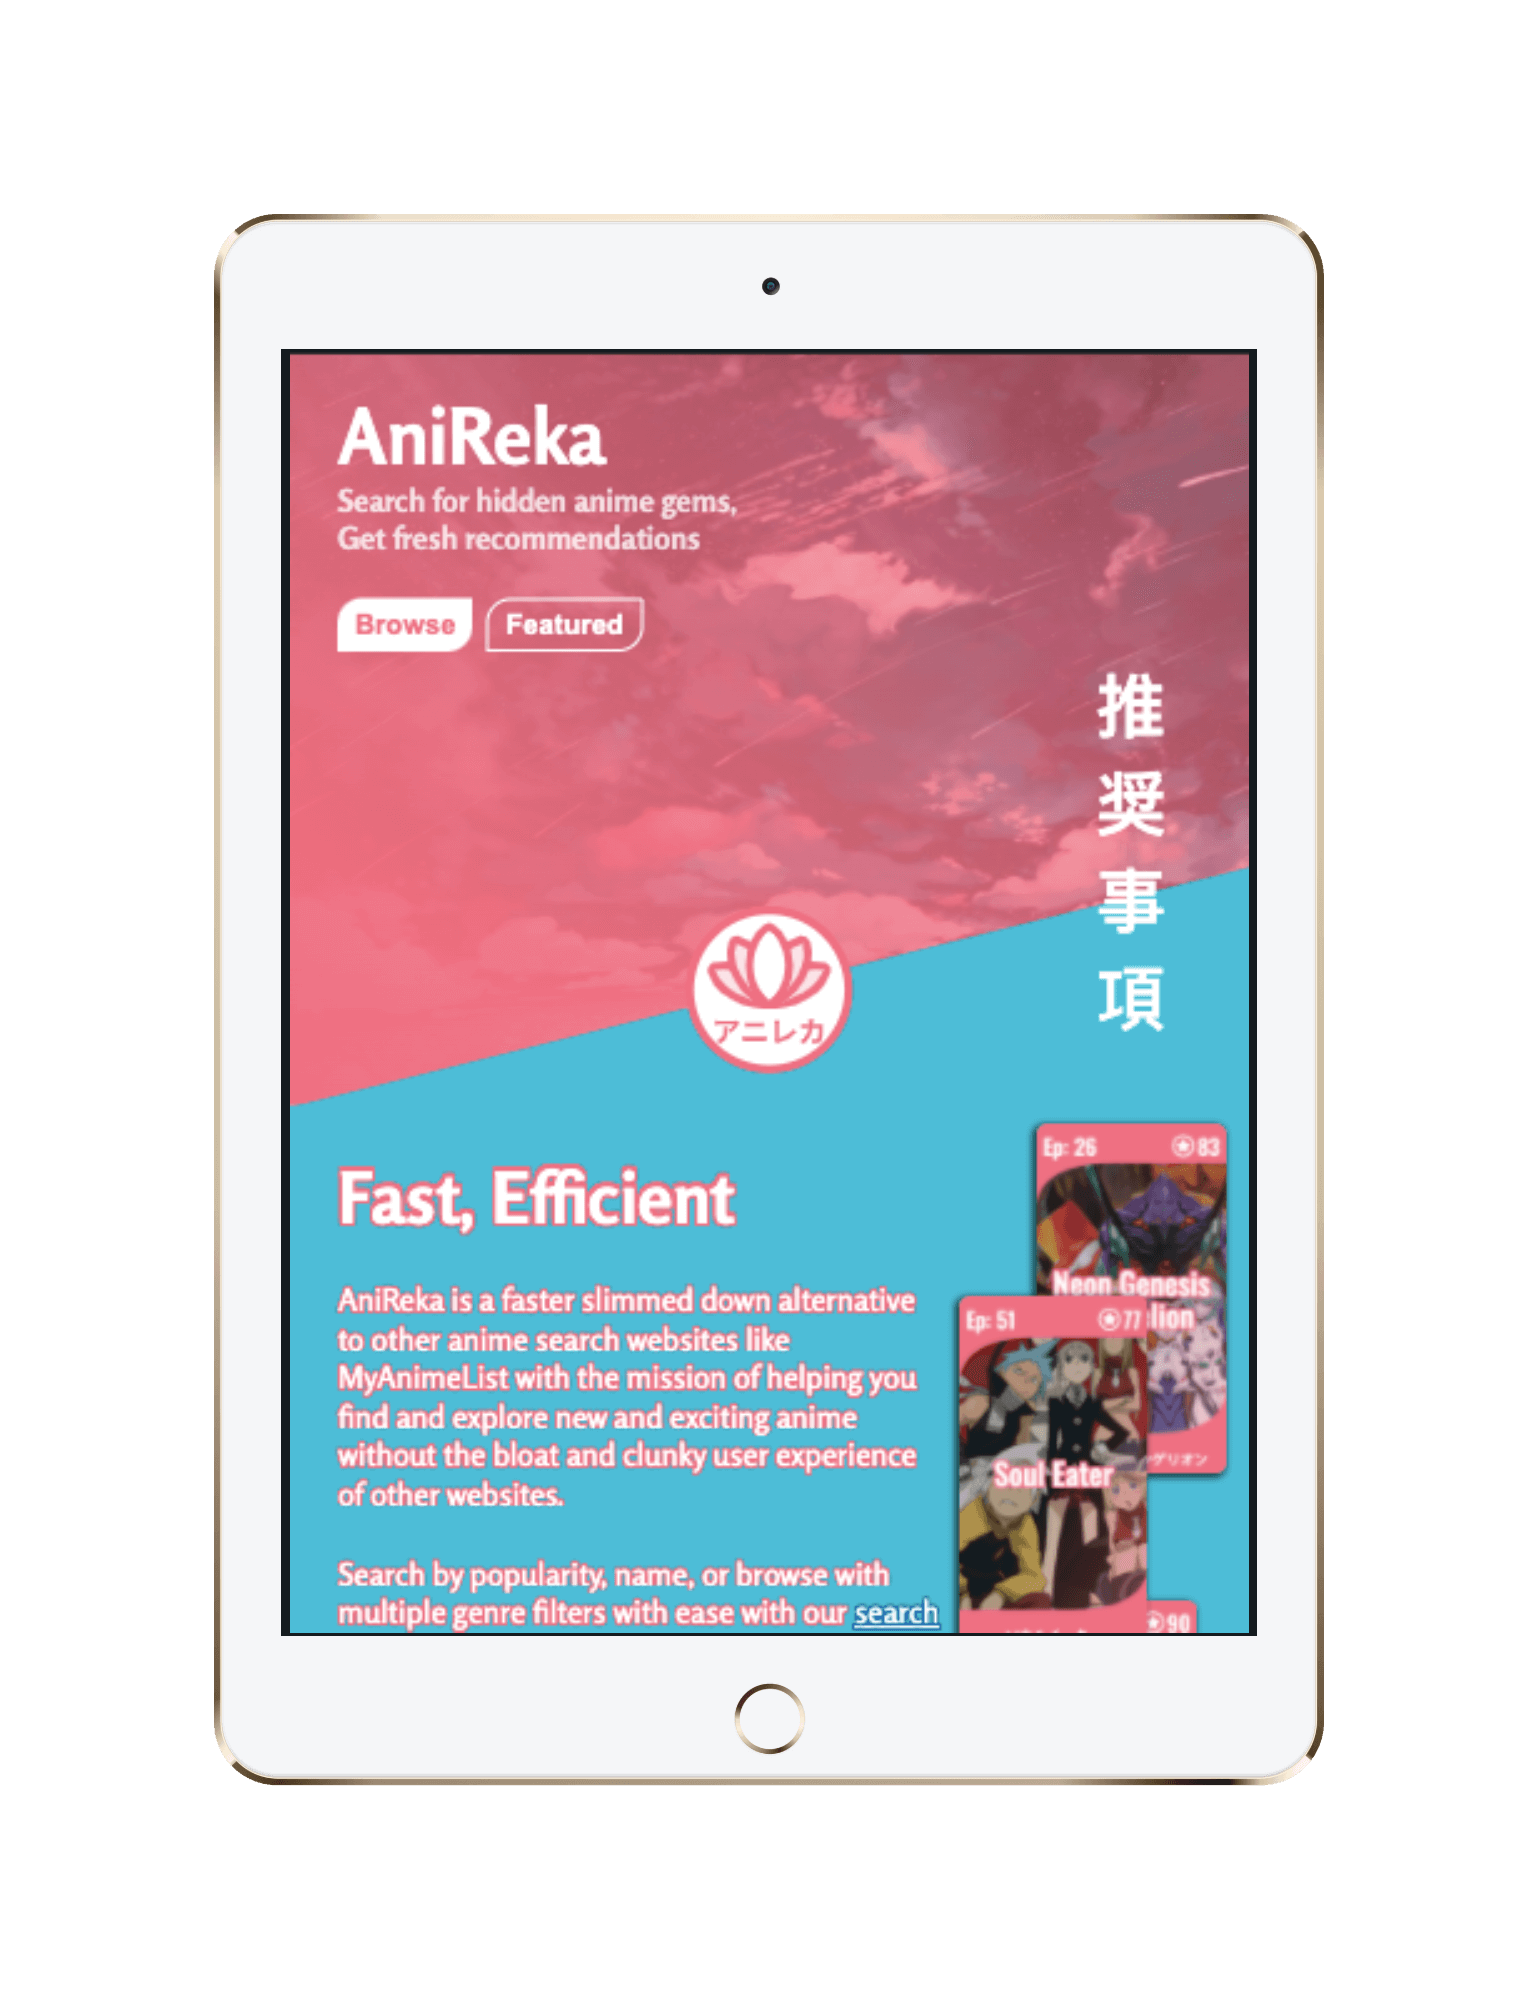 AniReka
Search for hidden anime gems,
Get fresh recommendations
Browse
Featured
推奨事項
アニレカ
Fast, Efficient
AniReka is a faster slimmed down alternative
to other anime search websites like
MyAnimeList with the mission of helping you
find and explore new and exciting anime
without the bloat and clunky user experience
of other websites.
Search by popularity, name, or browse with
multiple genre filters with ease with our search
Ep: 26
83
Neon Genesis
lion
ゲリオン
Ep: 51
77
Soul Eater
90